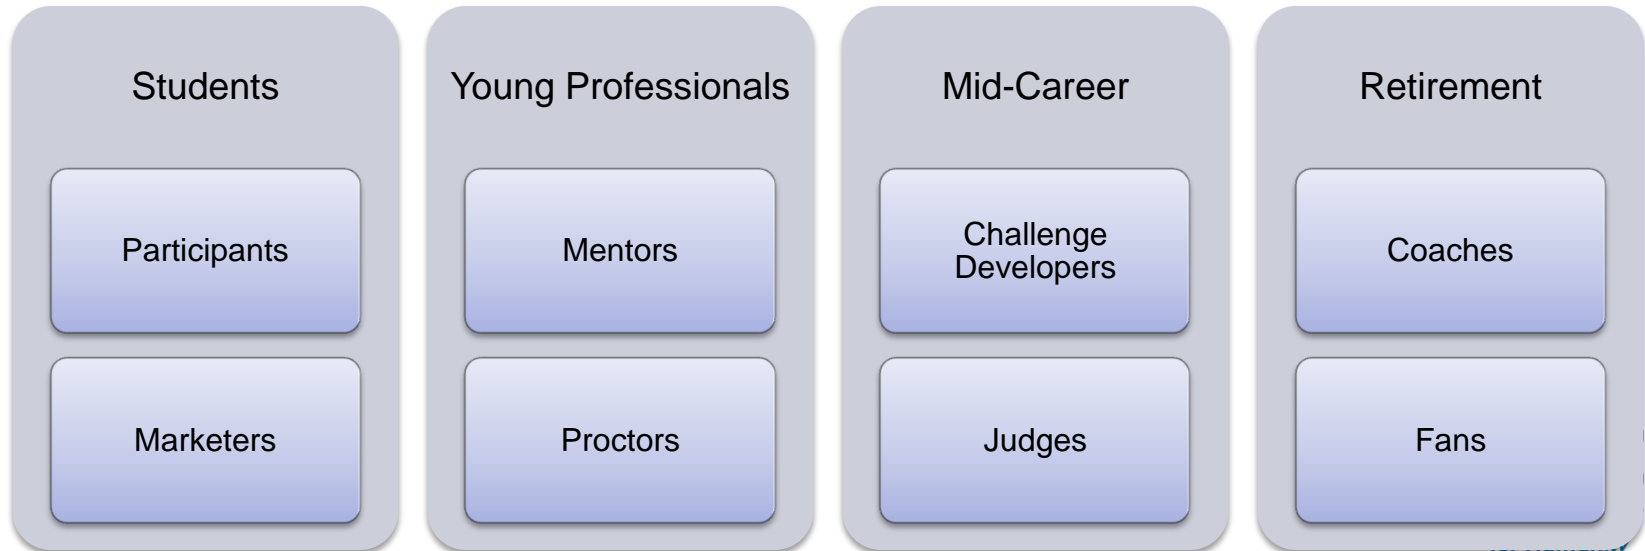 Students
Participants
Marketers
Young Professionals
Mentors
Proctors
Mid-Career
Challenge
Developers
Judges
Retirement
Coaches
Fans